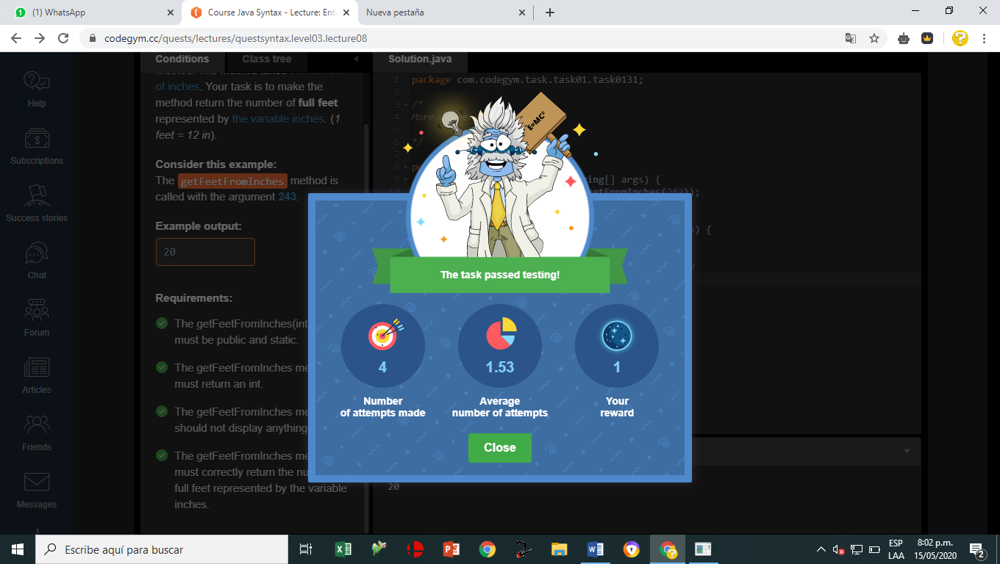 (1) WhatsApp
Course Java Syntax - Lecture: Ent
Nueva pestaña
codegym.cc/quests/lectures/questsyntax.level03.lecture08
Help
Subscriptions
Success stories
Chat
Forum
Articles
Friends
Messages
Conditions
Class tree
of inches. Your task is to make the
method return the number of full feet
represented by the variable inches. (1
feet = 12 in).
Consider this example:
The getFeetFromInches method is
called with the argument 243.
Example output:
20
Requirements:
The getFeetFromInches(int
must be public and static.
The getFeetFromInches me
must return an int.
The getFeetFromInches me
should not display anything
The getFeetFromInches me
must correctly return the nu
full feet represented by the variable
inches.
Solution.java
1 package com.codegym.task.task01.task0131;
2
3 /*
4 More
5
6 */
7
8 p
9 ing[] args) {
10 etFromInches(243));
) {
E=MC²
The task passed testing!
4
Number
of attempts made
1.53
Average
number of attempts
1
Your
reward
Close
20
Escribe aquí para buscar
ESP
LAA
8:02 p.m.
15/05/2020
2